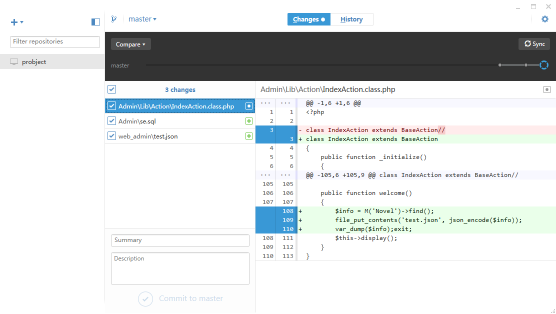 master
Changes
History
Filter repositories
probject
Compare
Sync
master
3 changes
Admin\Lib\Action\IndexAction.class.php
Admin\Lib\Action\IndexAction.class.php
Admin\se.sql
web_admin\test.json
@@ -1,6 +1,6 @@
1 1 <?php
2 2
3 - class IndexAction extends BaseAction//
3 + class IndexAction extends BaseAction
4 4 {
5 5 public function _initialize()
6 6 {
@@ -105,6 +105,9 @@ class IndexAction extends BaseAction//
105 105
106 106 public function welcome()
107 107 {
108 + $info = M('Novel')->find();
109 + file_put_contents('test.json', json_encode($info));
110 + var_dump($info);exit;
108 111 $this->display();
109 112 }
110 113 }
Summary
Description
Commit to master